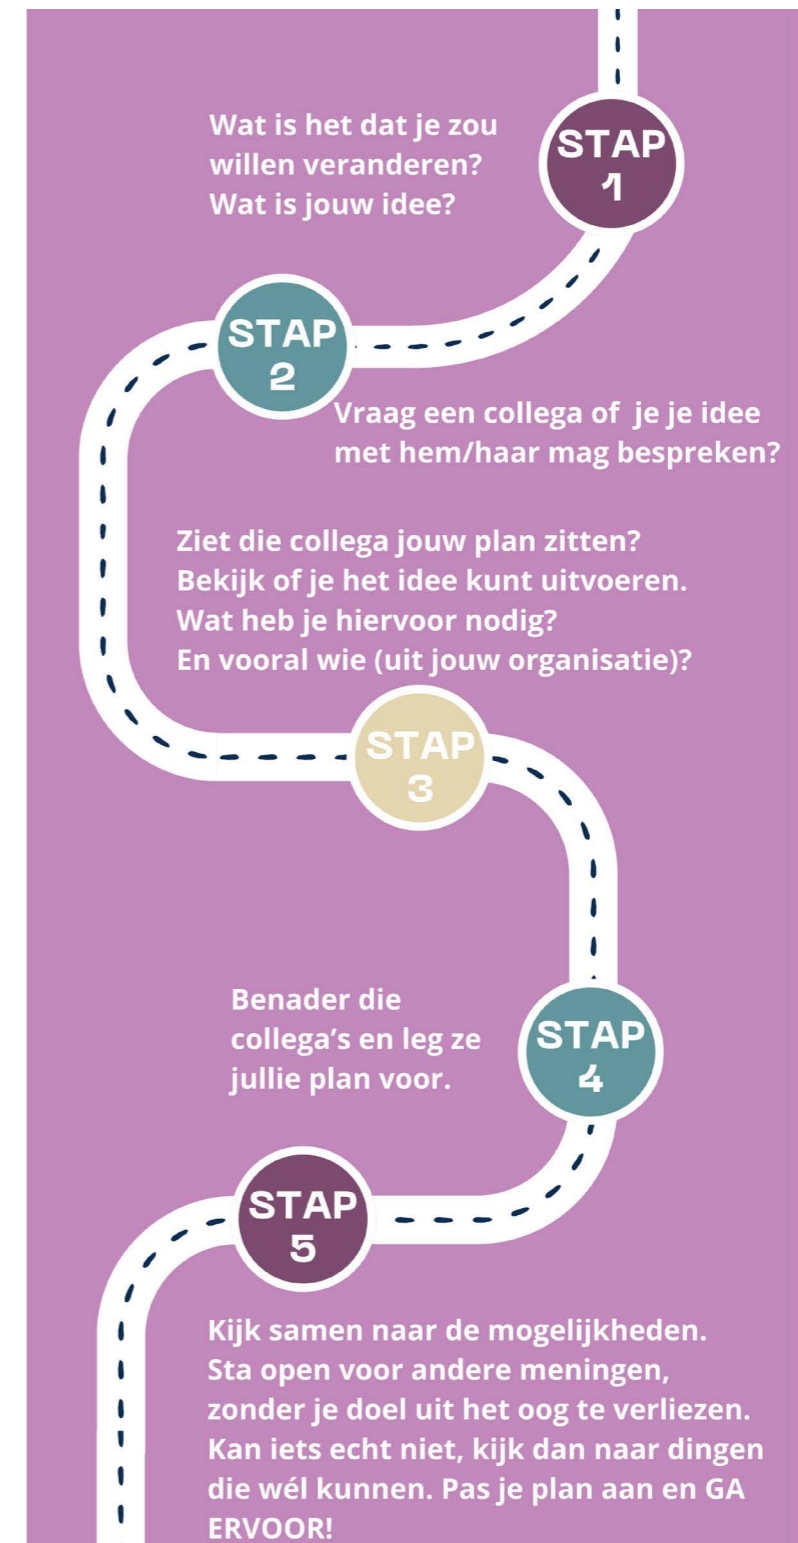 STAP
1
Wat is het dat je zou
willen veranderen?
Wat is jouw idee?
STAP
2
Vraag een collega of je je idee
met hem/haar mag bespreken?
STAP
3
Ziet die collega jouw plan zitten?
Bekijk of je het idee kunt uitvoeren.
Wat heb je hiervoor nodig?
En vooral wie (uit jouw organisatie)?
STAP
4
Benader die
collega’s en leg ze
jullie plan voor.
STAP
5
Kijk samen naar de mogelijkheden.
Sta open voor andere meningen,
zonder je doel uit het oog te verliezen.
Kan iets echt niet, kijk dan naar dingen
die wél kunnen. Pas je plan aan en GA
ERVOOR!